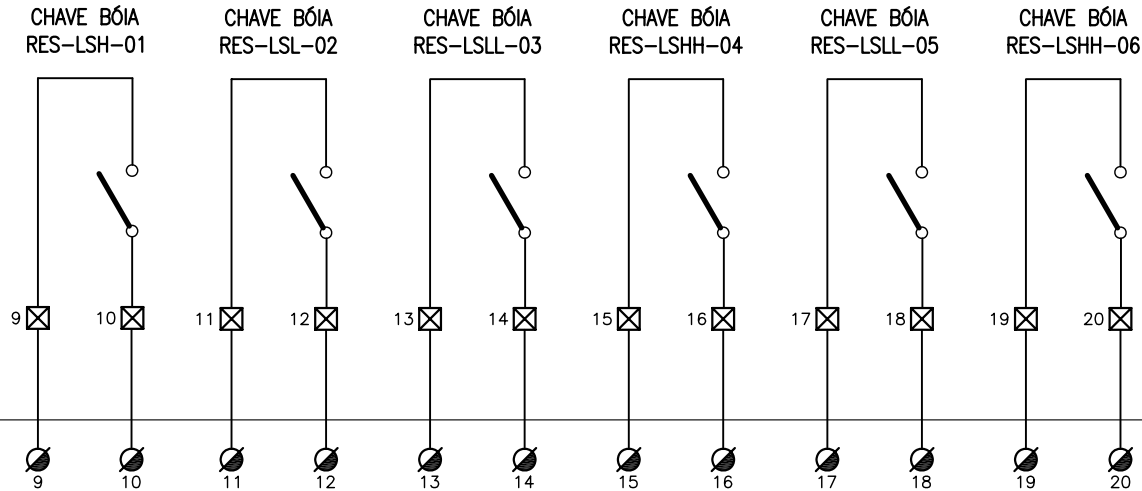 CHAVE BÓIA
RES-LSH-01
CHAVE BÓIA
RES-LSL-02
CHAVE BÓIA
RES-LSLL-03
CHAVE BÓIA
RES-LSHH-04
CHAVE BÓIA
RES-LSLL-05
CHAVE BÓIA
RES-LSHH-06
9
10
11
12
13
14
15
16
17
18
19
20
9
10
11
12
13
14
15
16
17
18
19
20